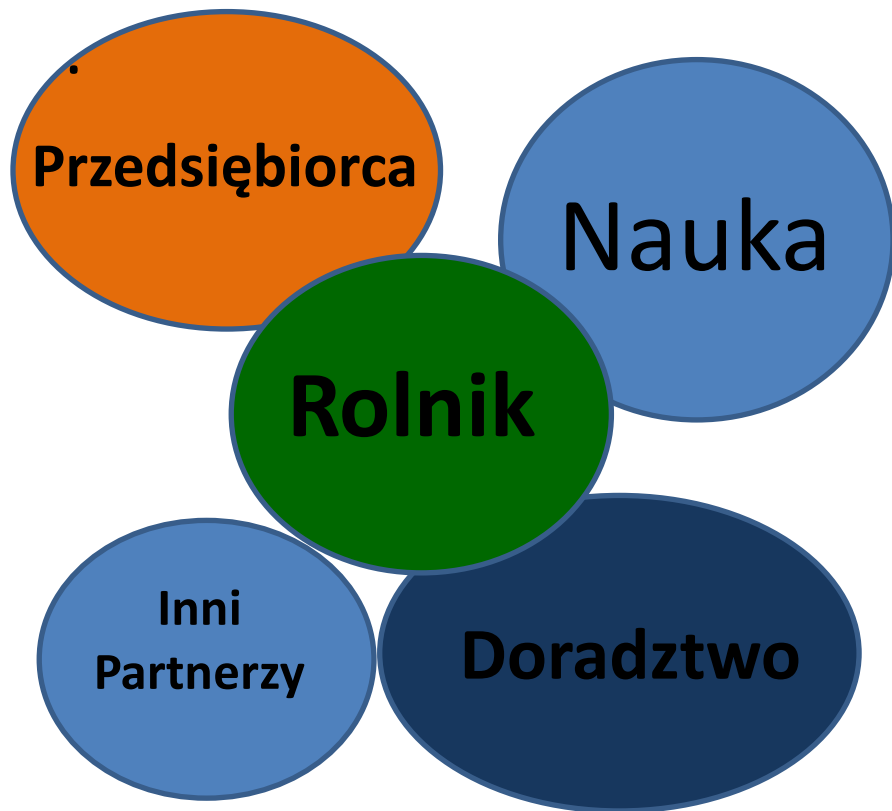 .
Przedsiębiorca
Nauka
Rolnik
Inni
Partnerzy
Doradztwo